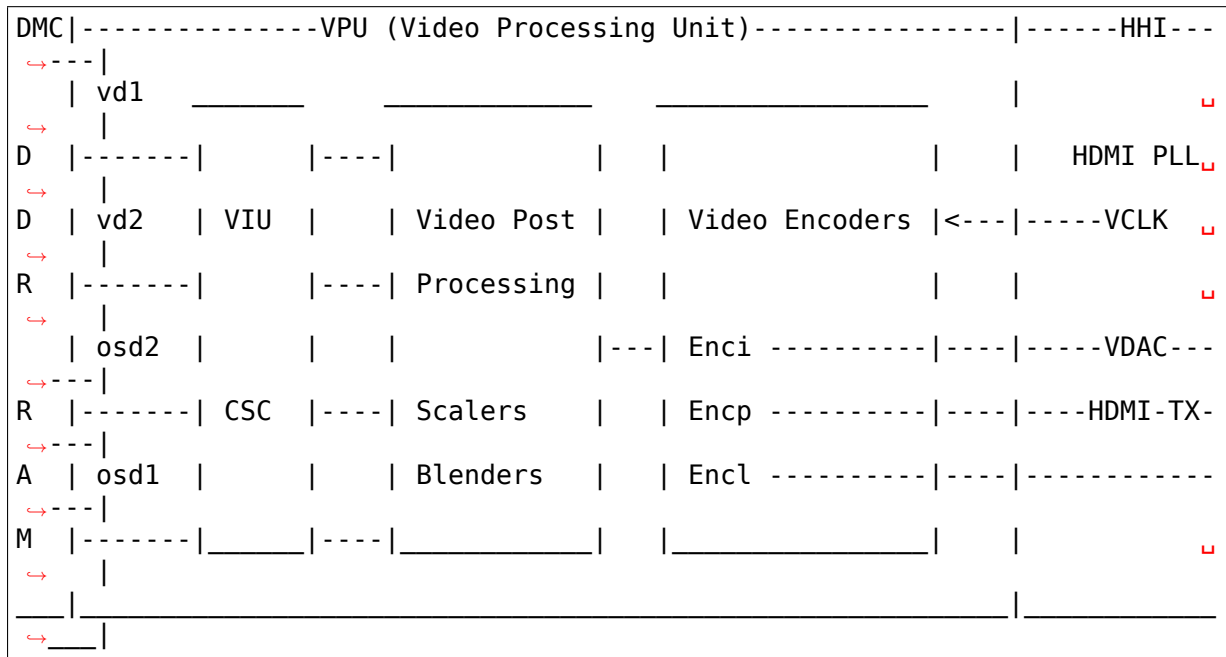 DMC|---------------VPU (Video Processing Unit)----------------|------HHI---
↪---|
   | vd1   _______     _____________    _________________     |            ␣
↪    |
D  |-------|      |----|            |   |                |    |   HDMI PLL␣
↪    |
D  | vd2   | VIU  |    | Video Post |   | Video Encoders |<---|-----VCLK  ␣
↪    |
R  |-------|      |----| Processing |   |                |    |            ␣
↪    |
   | osd2  |      |    |            |---| Enci ----------|----|-----VDAC---
↪---|
R  |-------| CSC  |----| Scalers    |   | Encp ----------|----|----HDMI-TX-
↪---|
A  | osd1  |      |    | Blenders   |   | Encl ----------|----|------------
↪---|
M  |-------|______|----|____________|   |________________|    |            ␣
↪    |
___|__________________________________________________________|____________
↪___|